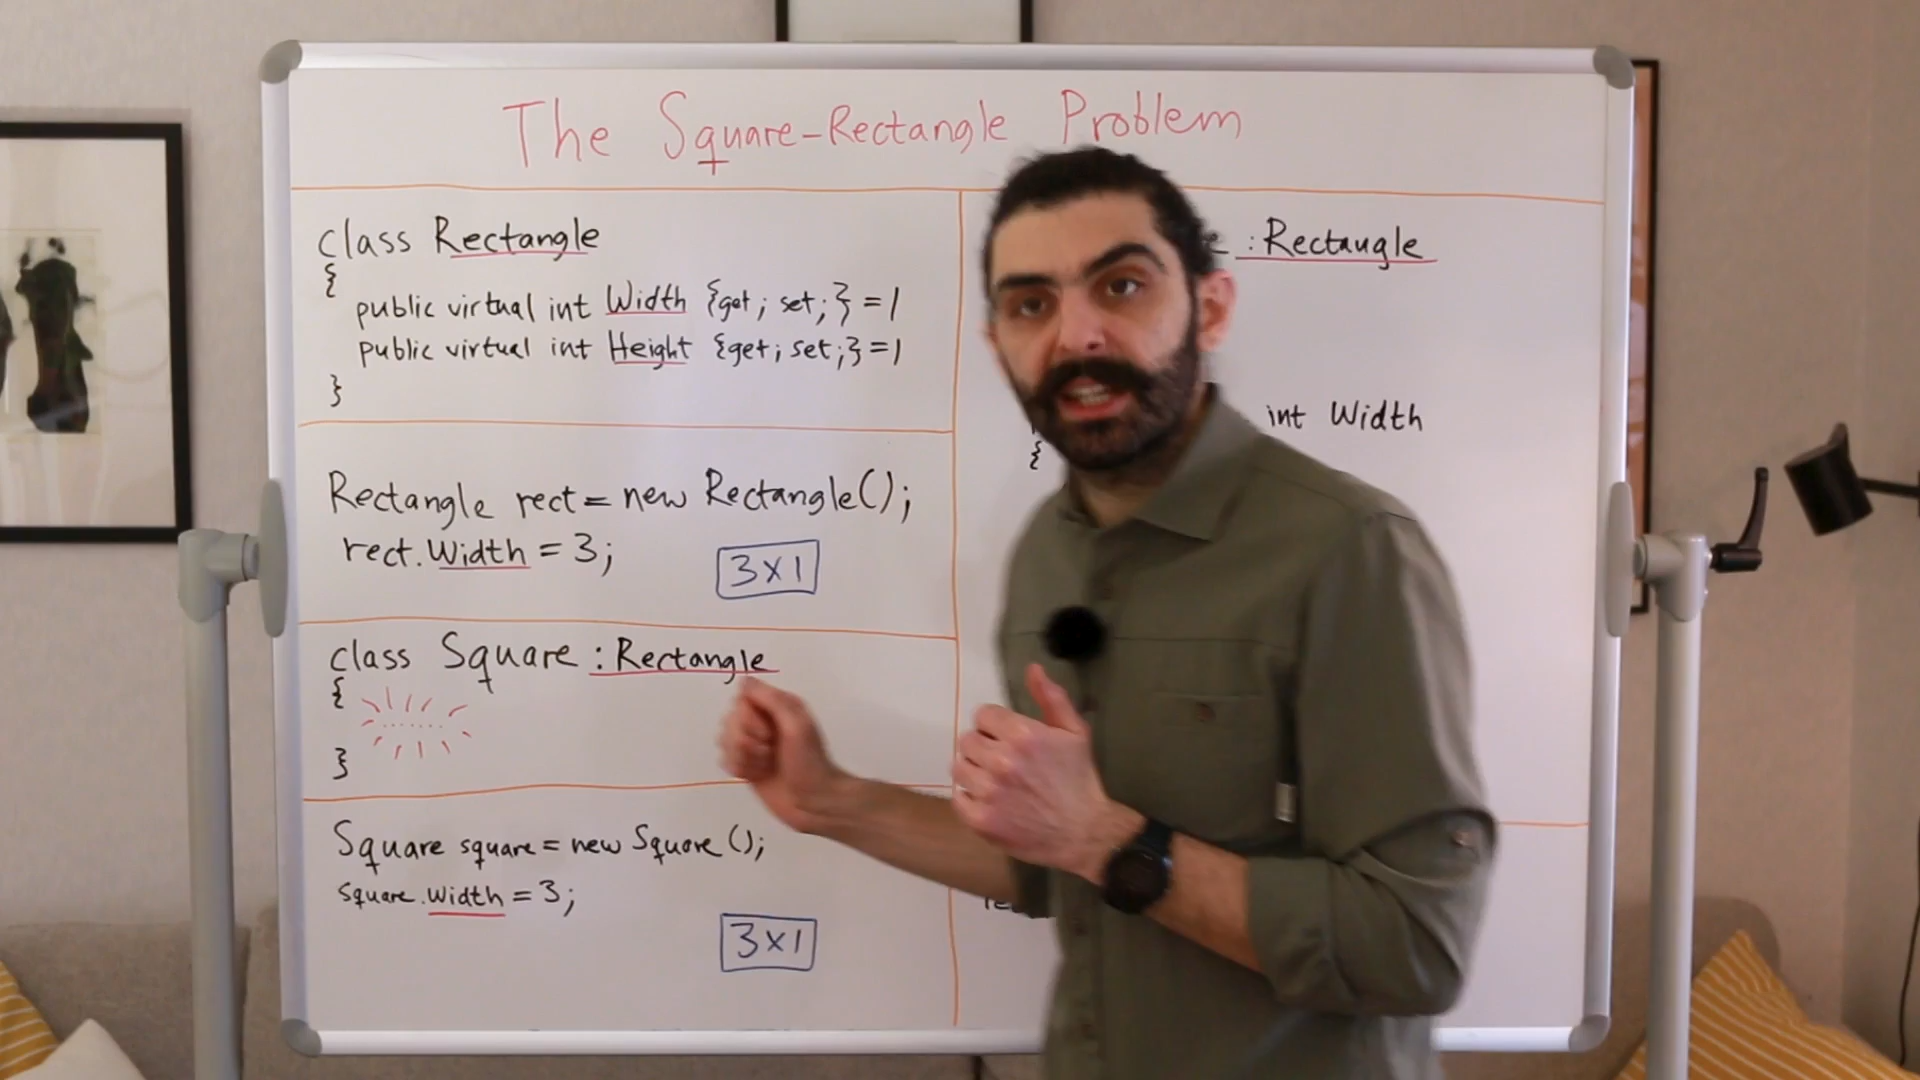 The Square-Rectangle Problem
class Rectangle
{
public virtual int Width {get; set;} = 1
public virtual int Height {get; set;} = 1
}
Rectangle rect = new Rectangle();
rect.Width = 3;
3x1
class Square : Rectangle
{
}
Square square = new Square();
square.Width = 3;
3x1
: Rectangle
int Width
{